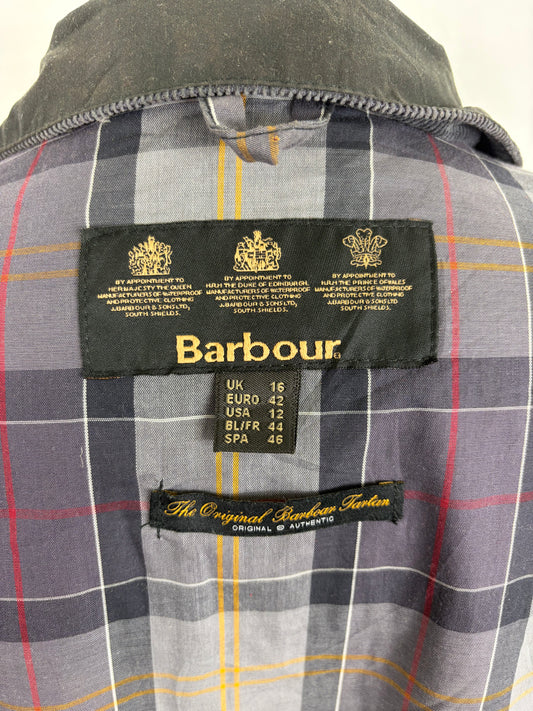 BY APPOINTMENT TO
HER MAJESTY THE QUEEN
MANUFACTURERS OF WATERPROOF
AND PROTECTIVE CLOTHING
J.BARBOUR & SONS LTD,
SOUTH SHIELDS.
BY APPOINTMENT TO
H.R.H THE DUKE OF EDINBURGH,
MANUFACTURERS OF WATERPROOF
AND PROTECTIVE CLOTHING
J.BARBOUR & SONS LTD,
SOUTH SHIELDS.
BY APPOINTMENT TO
H.R.H THE PRINCE OF WALES
MANUFACTURERS OF WATERPROOF
AND PROTECTIVE CLOTHING
J.BARBOUR & SONS LTD,
SOUTH SHIELDS.
Barbour®
UK 16
EURO 42
USA 12
BL/FR 44
SPA 46
The Original Barbour Tartan
ORIGINAL @ AUTHENTIC